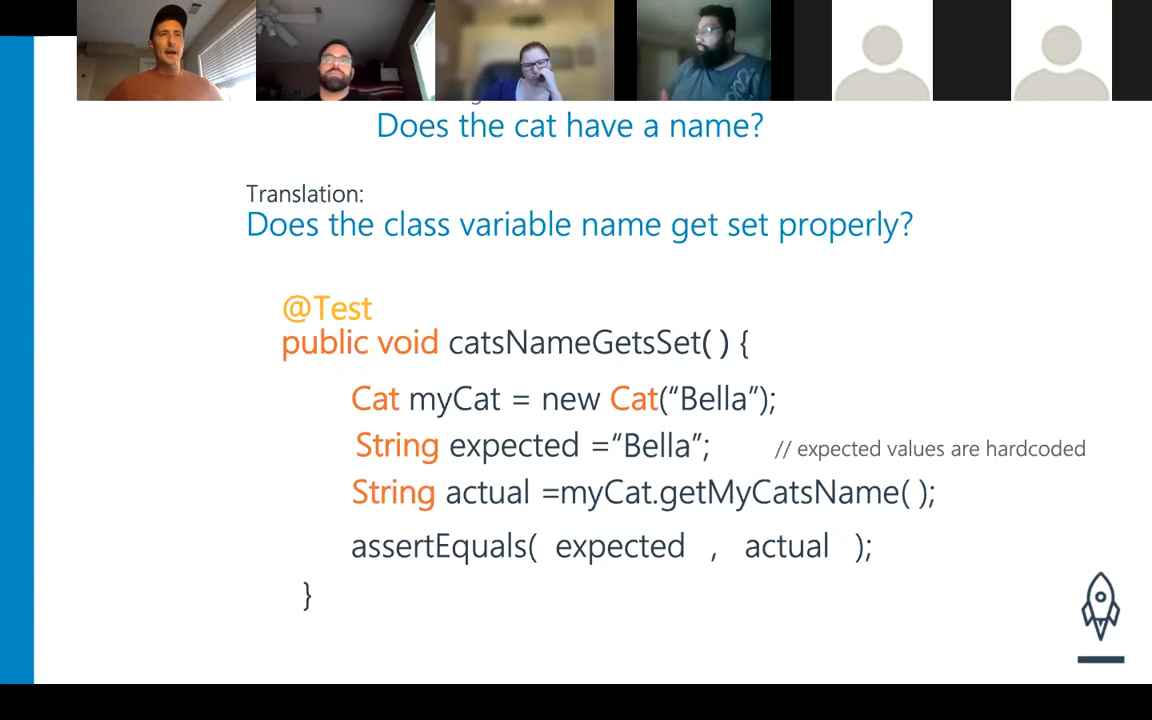 Does the cat have a name?
Translation:
Does the class variable name get set properly?
@Test
public void catsNameGetsSet( ) {
Cat myCat = new Cat(“Bella”);
String expected =“Bella”; // expected values are hardcoded
String actual =myCat.getMyCatsName( );
assertEquals( expected , actual );
}